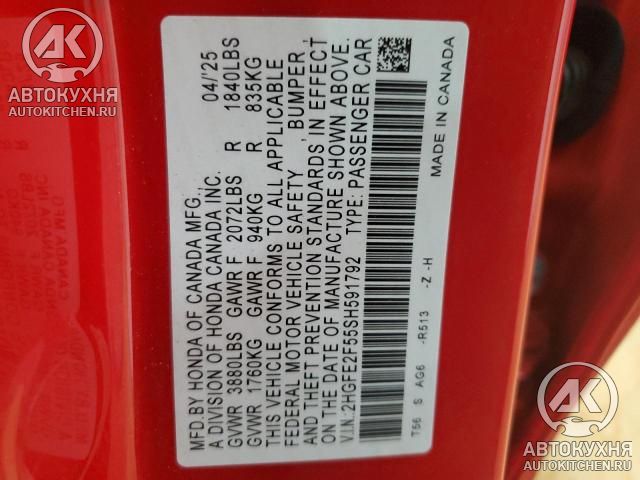 MFD.BY HONDA OF CANADA MFG., 04/'25
A DIVISION OF HONDA CANADA INC.
GVWR 3880LBS GAWR F 2072LBS R 1840LBS
GVWR 1760KG GAWR F 940KG R 835KG
THIS VEHICLE CONFORMS TO ALL APPLICABLE
FEDERAL MOTOR VEHICLE SAFETY , BUMPER ,
AND THEFT PREVENTION STANDARDS IN EFFECT
ON THE DATE OF MANUFACTURE SHOWN ABOVE.
V.I.N.:2HGFE2F55SH591792 TYPE: PASSENGER CAR
T56 S AG6 -R513 -Z -H MADE IN CANADA
АК
АВТОКУХНЯ
AUTOKITCHEN.RU
АК
АВТОКУХНЯ
AUTOKITCHEN.RU